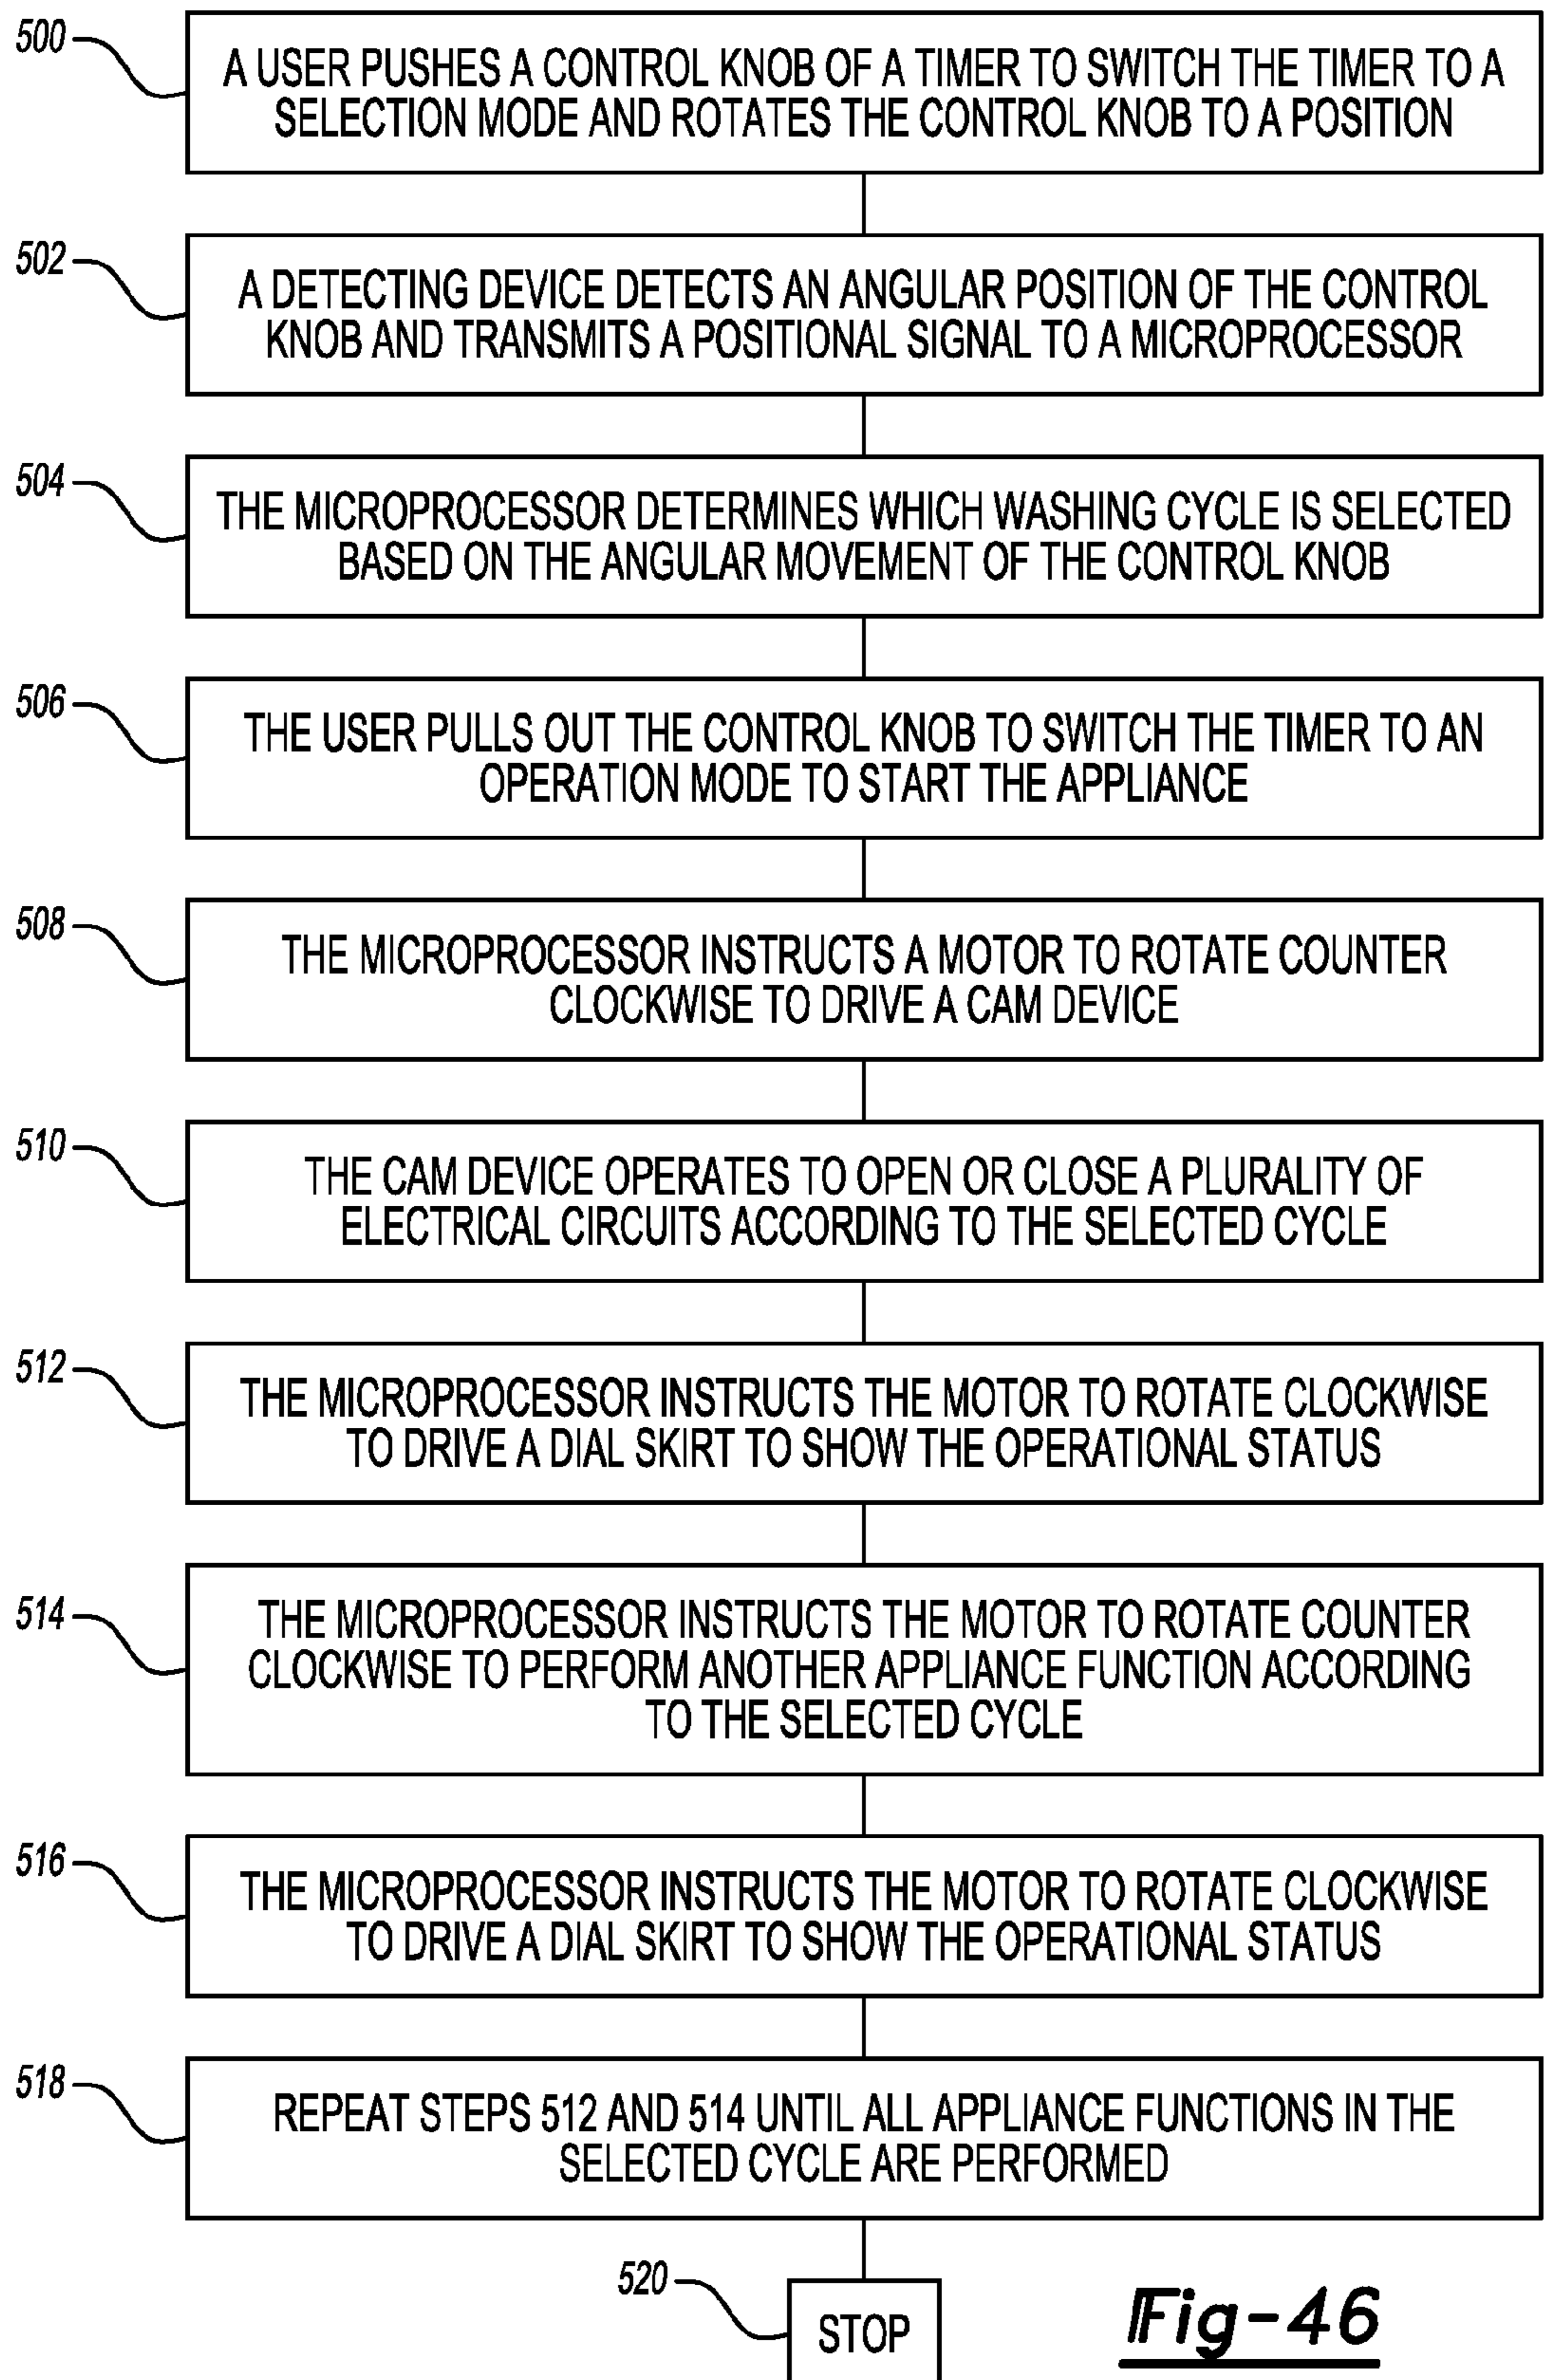 500
A USER PUSHES A CONTROL KNOB OF A TIMER TO SWITCH THE TIMER TO A
SELECTION MODE AND ROTATES THE CONTROL KNOB TO A POSITION
502
A DETECTING DEVICE DETECTS AN ANGULAR POSITION OF THE CONTROL
KNOB AND TRANSMITS A POSITIONAL SIGNAL TO A MICROPROCESSOR
504
THE MICROPROCESSOR DETERMINES WHICH WASHING CYCLE IS SELECTED
BASED ON THE ANGULAR MOVEMENT OF THE CONTROL KNOB
506
THE USER PULLS OUT THE CONTROL KNOB TO SWITCH THE TIMER TO AN
OPERATION MODE TO START THE APPLIANCE
508
THE MICROPROCESSOR INSTRUCTS A MOTOR TO ROTATE COUNTER
CLOCKWISE TO DRIVE A CAM DEVICE
510
THE CAM DEVICE OPERATES TO OPEN OR CLOSE A PLURALITY OF
ELECTRICAL CIRCUITS ACCORDING TO THE SELECTED CYCLE
512
THE MICROPROCESSOR INSTRUCTS THE MOTOR TO ROTATE CLOCKWISE
TO DRIVE A DIAL SKIRT TO SHOW THE OPERATIONAL STATUS
514
THE MICROPROCESSOR INSTRUCTS THE MOTOR TO ROTATE COUNTER
CLOCKWISE TO PERFORM ANOTHER APPLIANCE FUNCTION ACCORDING
TO THE SELECTED CYCLE
516
THE MICROPROCESSOR INSTRUCTS THE MOTOR TO ROTATE CLOCKWISE
TO DRIVE A DIAL SKIRT TO SHOW THE OPERATIONAL STATUS
518
REPEAT STEPS 512 AND 514 UNTIL ALL APPLIANCE FUNCTIONS IN THE
SELECTED CYCLE ARE PERFORMED
520
STOP
Fig-46